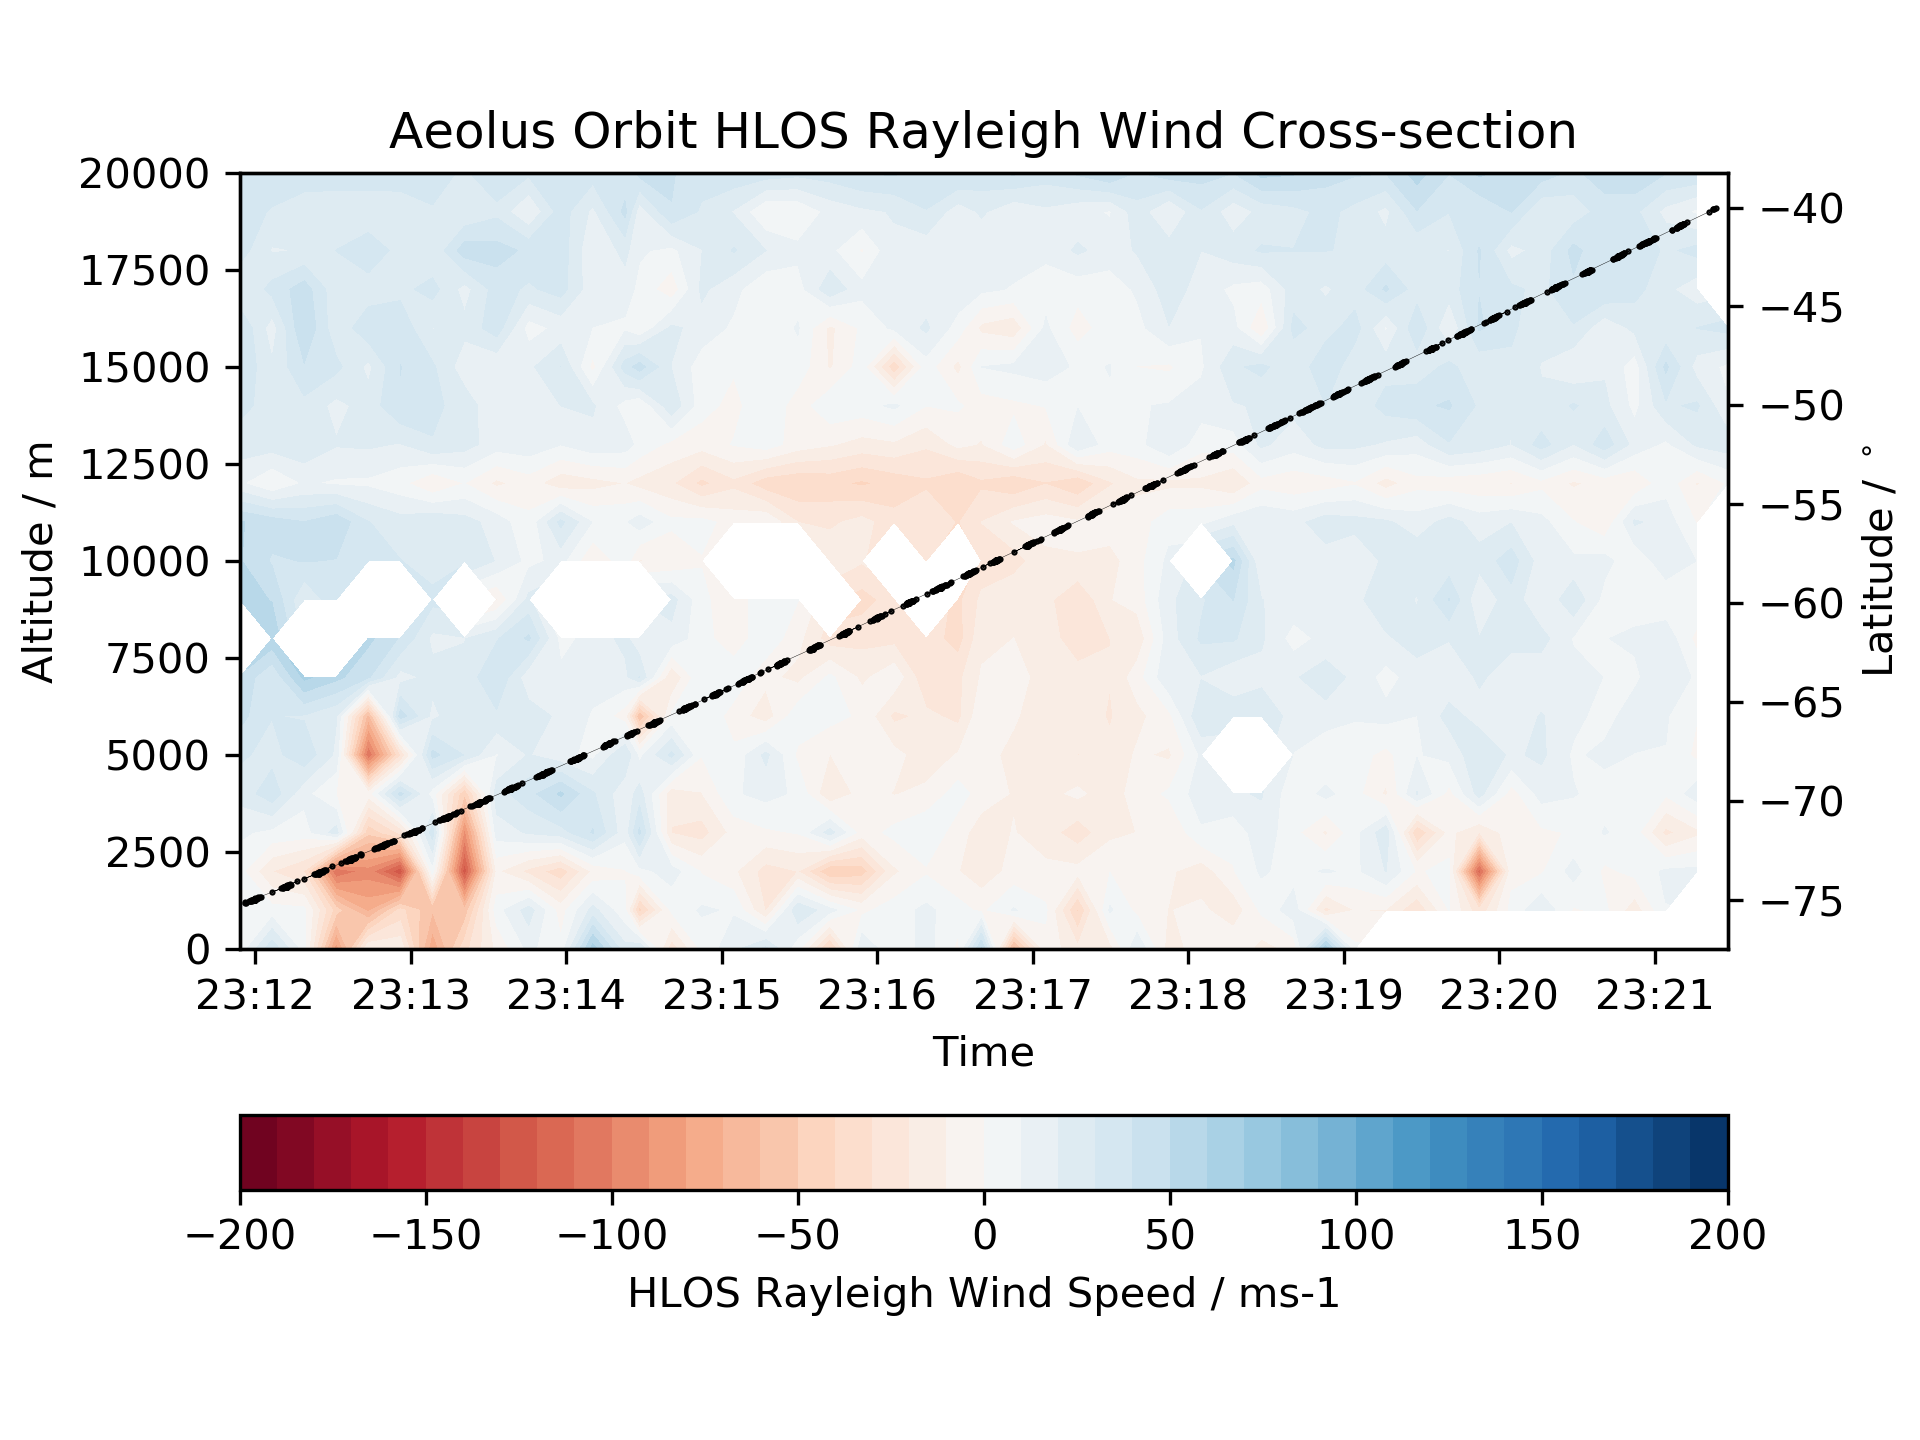 Aeolus Orbit HLOS Rayleigh Wind Cross-section
20000
17500
15000
12500
10000
7500
5000
2500
0
Altitude / m
−40
−45
−50
−55
−60
−65
−70
−75
Latitude / °
23:12 23:13 23:14 23:15 23:16 23:17 23:18 23:19 23:20 23:21
Time
−200 −150 −100 −50 0 50 100 150 200
HLOS Rayleigh Wind Speed / ms-1